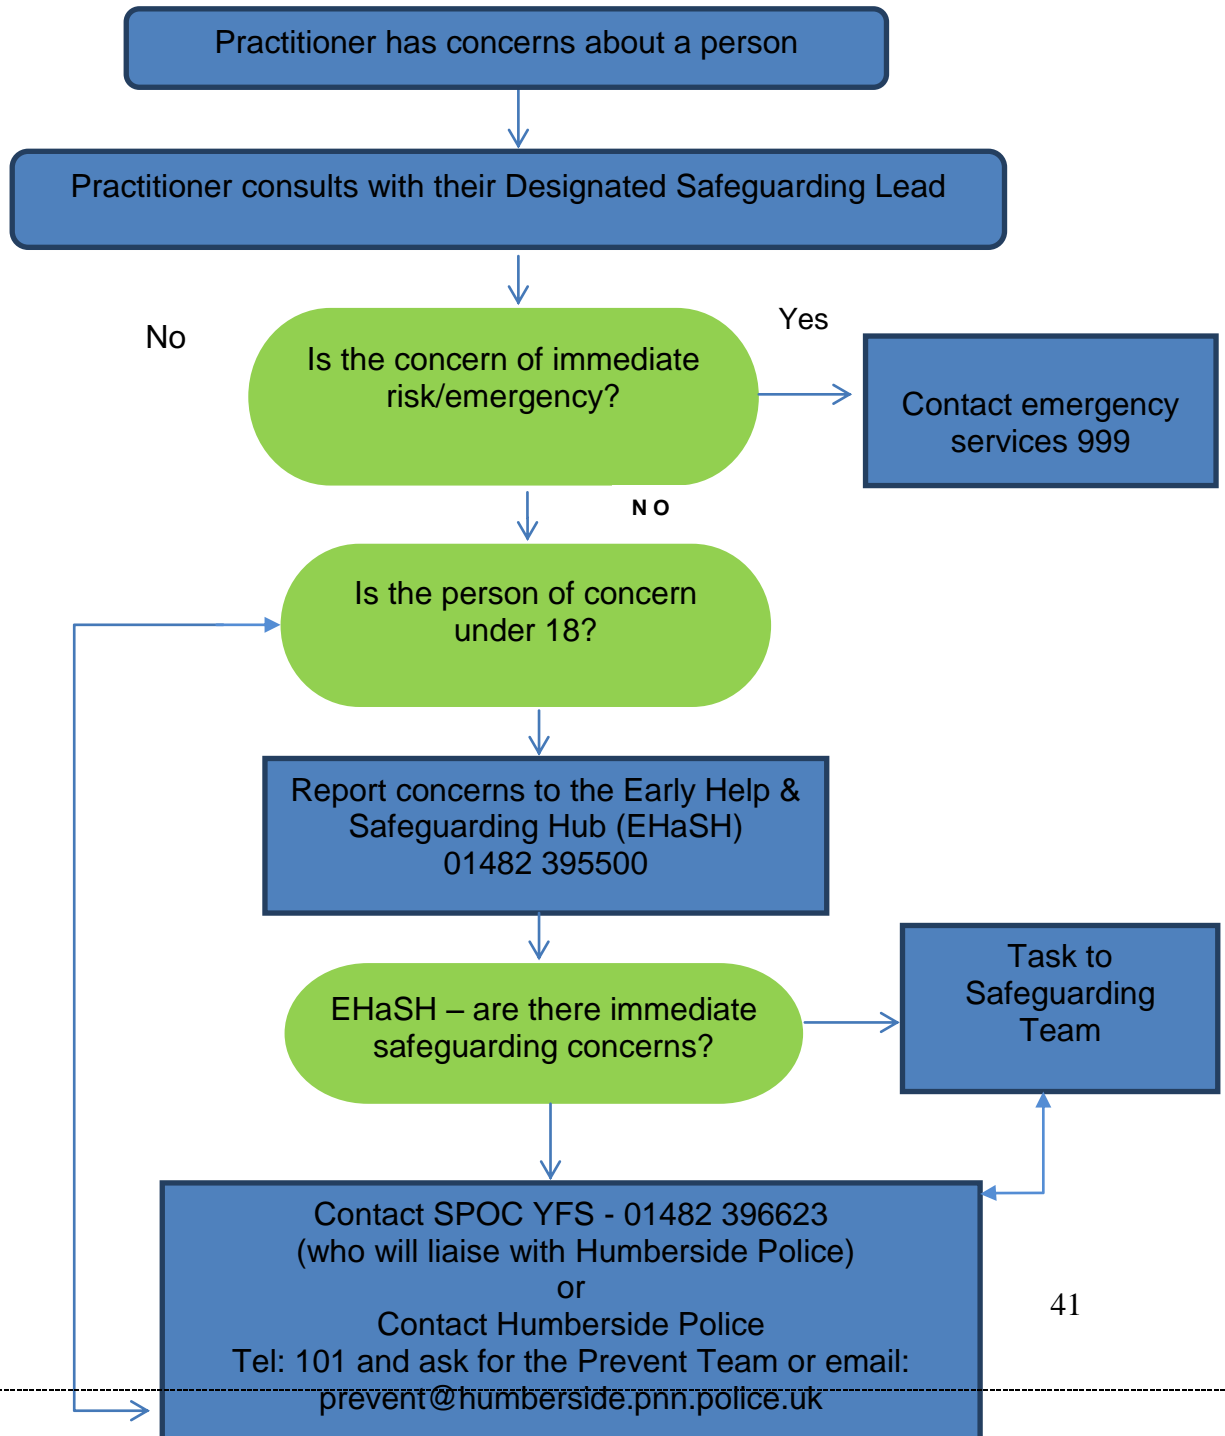 Practitioner has concerns about a person
Practitioner consults with their Designated Safeguarding Lead
No
Yes
Is the concern of immediate
risk/emergency?
Contact emergency
services 999
N O
Is the person of concern
under 18?
Report concerns to the Early Help &
Safeguarding Hub (EHaSH)
01482 395500
EHaSH – are there immediate
safeguarding concerns?
Task to
Safeguarding
Team
Contact SPOC YFS - 01482 396623
(who will liaise with Humberside Police)
or
Contact Humberside Police
Tel: 101 and ask for the Prevent Team or email:
prevent@humberside.pnn.police.uk
41